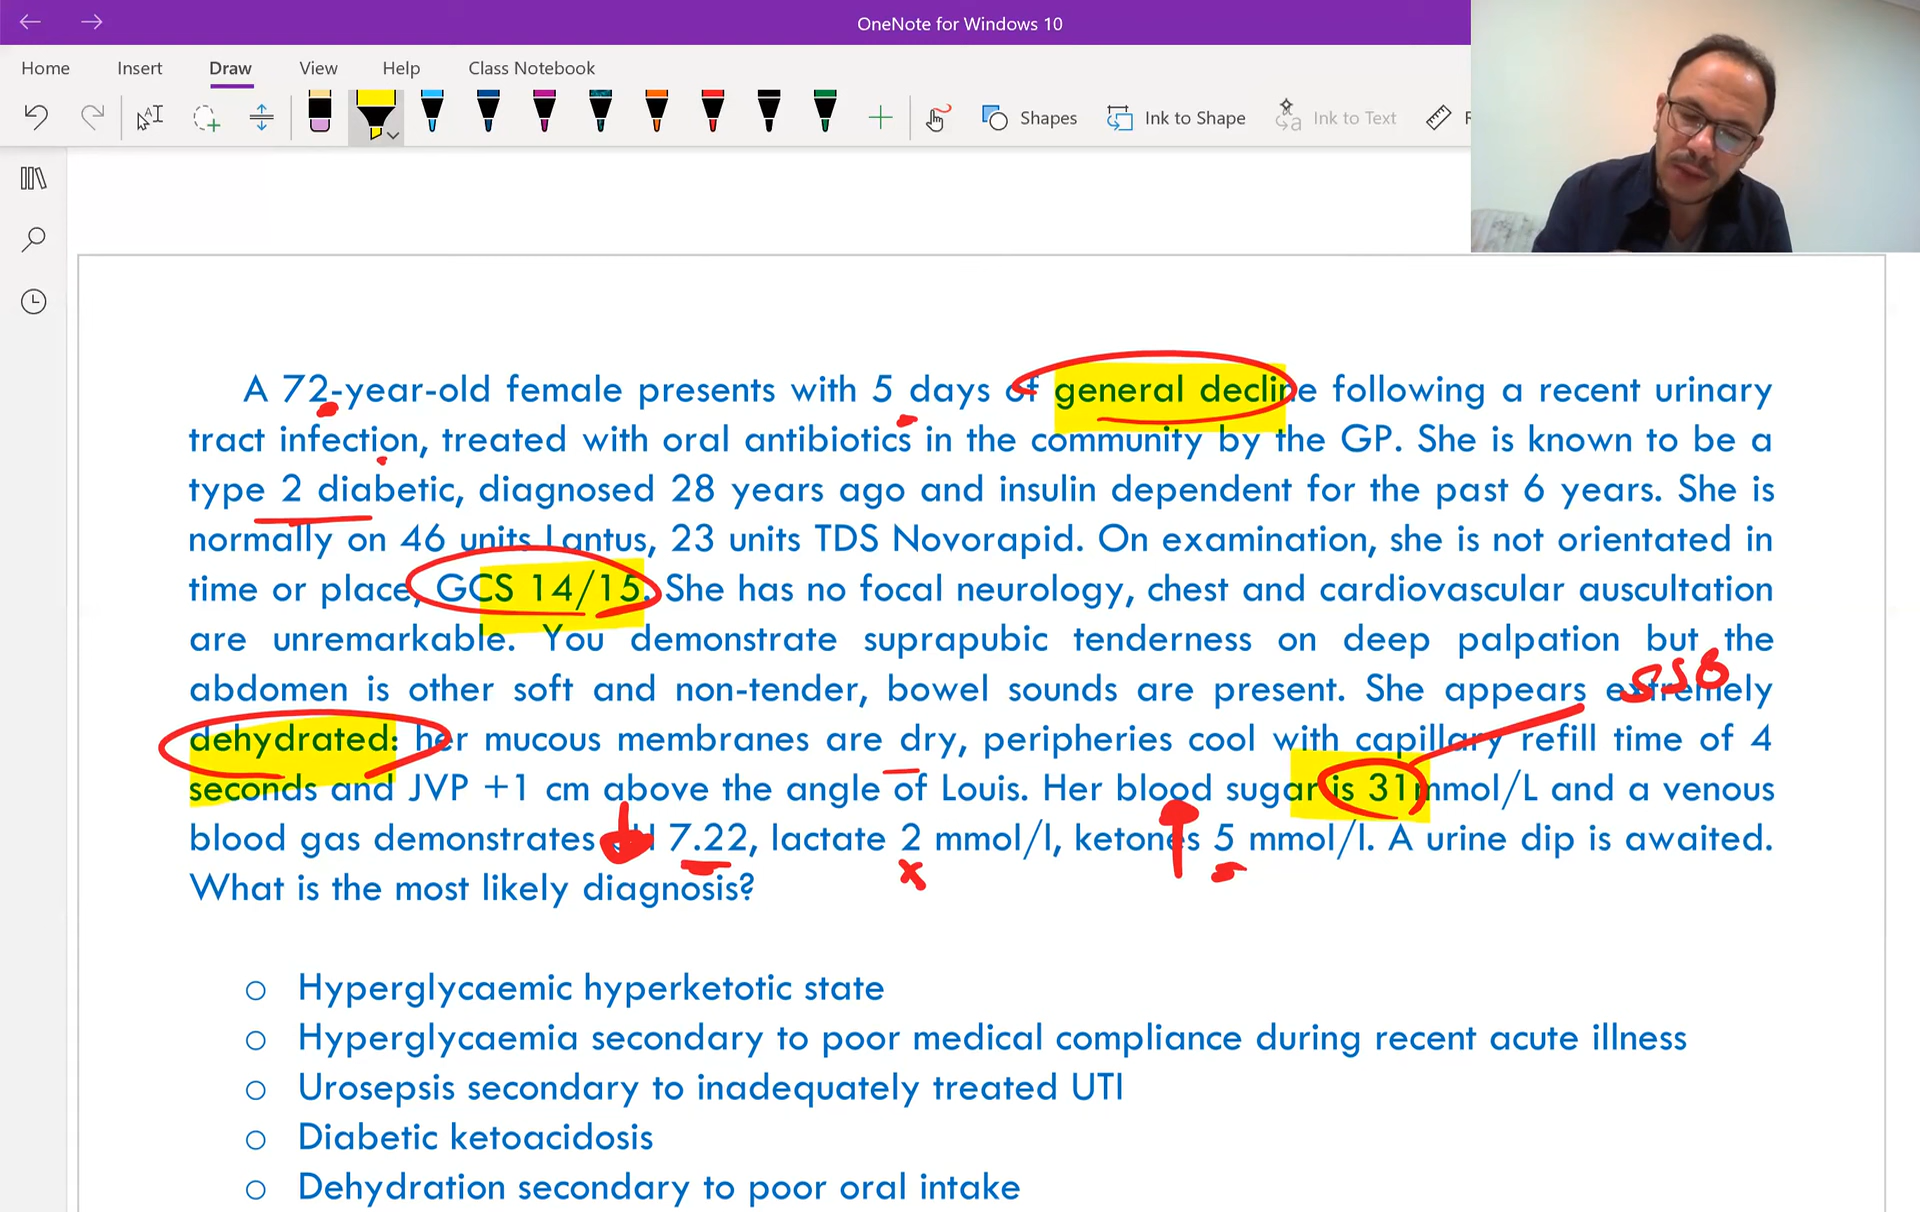 OneNote for Windows 10
Home Insert Draw View Help Class Notebook
Shapes Ink to Shape Ink to Text
A 72-year-old female presents with 5 days of general decline following a recent urinary
tract infection, treated with oral antibiotics in the community by the GP. She is known to be a
type 2 diabetic, diagnosed 28 years ago and insulin dependent for the past 6 years. She is
normally on 46 units Lantus, 23 units TDS Novorapid. On examination, she is not orientated in
time or place, GCS 14/15. She has no focal neurology, chest and cardiovascular auscultation
are unremarkable. You demonstrate suprapubic tenderness on deep palpation but the
abdomen is other soft and non-tender, bowel sounds are present. She appears extremely
dehydrated: her mucous membranes are dry, peripheries cool with capillary refill time of 4
seconds and JVP +1 cm above the angle of Louis. Her blood sugar is 31mmol/L and a venous
blood gas demonstrates 7.22, lactate 2 mmol/l, ketones 5 mmol/l. A urine dip is awaited.
What is the most likely diagnosis?
Hyperglycaemic hyperketotic state
Hyperglycaemia secondary to poor medical compliance during recent acute illness
Urosepsis secondary to inadequately treated UTI
Diabetic ketoacidosis
Dehydration secondary to poor oral intake